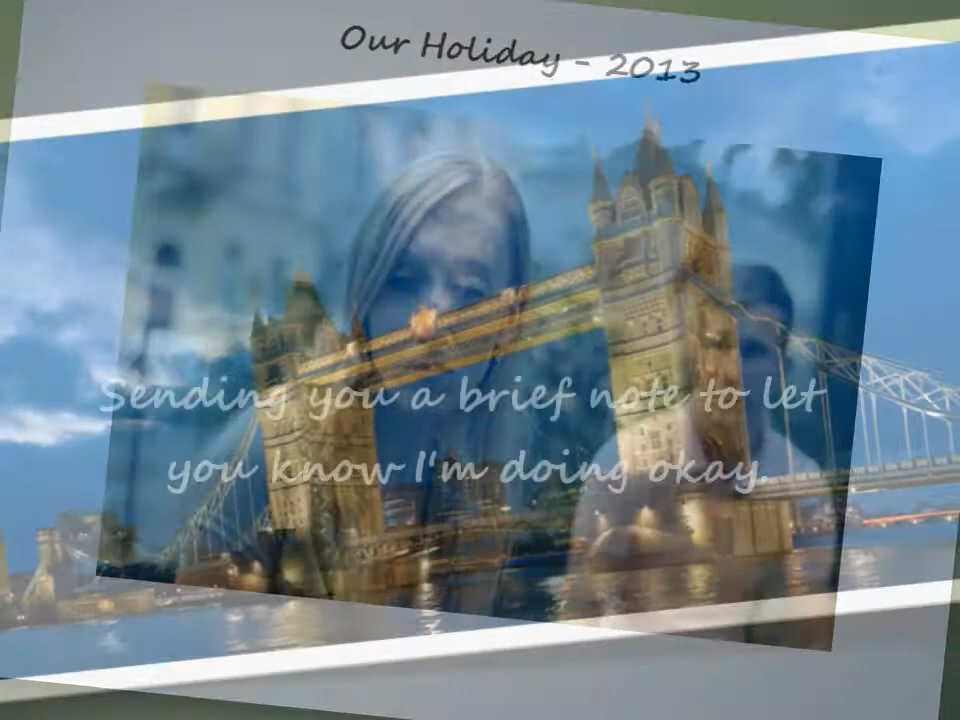 Our Holiday - 2013
Sending you a brief note to let
you know I'm doing okay.